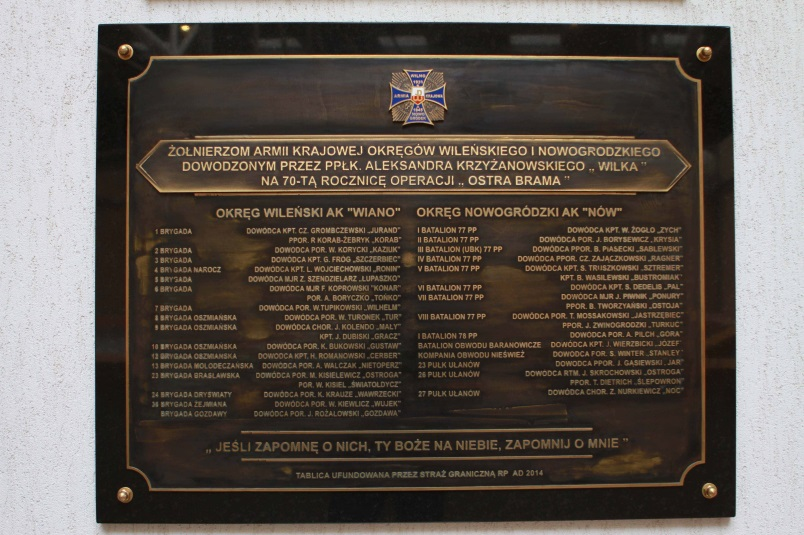 WILNO
ARMIA KRAJOWA
ŻOŁNIERZOM ARMII KRAJOWEJ OKRĘGÓW WILEŃSKIEGO I NOWOGRODZKIEGO
DOWODZONYM PRZEZ PPŁK. ALEKSANDRA KRZYŻANOWSKIEGO „ WILKA ”
NA 70-TĄ ROCZNICĘ OPERACJI „ OSTRA BRAMA ”
OKRĘG WILEŃSKI AK "WIANO"
1 BRYGADA DOWÓDCA KPT. CZ. GROMBCZEWSKI „JURAND”
PPOR. R KORAB-ŻEBRYK „KORAB”
2 BRYGADA DOWÓDCA POR. W. KORYCKI „KAZIUK”
3 BRYGADA DOWÓDCA KPT. G. FRÓG „SZCZERBIEC”
4 BRYGADA NAROCZ DOWÓDCA KPT. L. WOJCIECHOWSKI „RONIN”
5 BRYGADA DOWÓDCA MJR Z. SZENDZIELARZ „ŁUPASZKO”
6 BRYGADA DOWÓDCA MJR F. KOPROWSKI "KONAR"
POR. A. BORYCZKO „TOŃKO”
7 BRYGADA DOWÓDCA POR. W.TUPIKOWSKI „WILHELM”
8 BRYGADA OSZMIAŃSKA DOWÓDCA POR. W. TURONEK „TUR”
9 BRYGADA OSZMIAŃSKA DOWÓDCA CHOR. J. KOLENDO „MAŁY”
KPT. J. DUBISKI „GRACZ”
10 BRYGADA OSZMIAŃSKA DOWÓDCA POR. K. BUKOWSKI „GUSTAW”
12 BRYGADA OSZMIAŃSKA DOWÓDCA KPT. H. ROMANOWSKI „CERBER”
13 BRYGADA MOŁODECZAŃSKA DOWÓDCA POR. A. WALCZAK „NIETOPERZ”
23 BRYGADA BRASŁAWSKA DOWÓDCA POR. M. KISIELEWICZ „OSTROGA”
POR. W. KISIEL „ŚWIATOŁDYCZ”
24 BRYGADA DRYŚWIATY DOWÓDCA POR. K. KRAUZE „WAWRZECKI”
36 BRYGADA ŻEJMIANA DOWÓDCA POR. W. KIEWLICZ „WUJEK”
BRYGADA GOZDAWY DOWÓDCA POR. J. ROŻAŁOWSKI „GOZDAWA”
OKRĘG NOWOGRÓDZKI AK "NÓW"
I BATALION 77 PP DOWÓDCA KPT. W. ŻOGŁO „ŻYCH”
II BATALION 77 PP DOWÓDCA POR. J. BORYSEWICZ „KRYSIA”
III BATALION (UBK) 77 PP DOWÓDCA PPOR. B. PIASECKI „SABLEWSKI”
IV BATALION 77 PP DOWÓDCA PPOR. CZ. ZAJĄCZKOWSKI „RAGNER”
V BATALION 77 PP DOWÓDCA KPT. S. TRUSZKOWSKI „SZTREMER”
KPT. B. WASILEWSKI „BUSTROMIAK”
VI BATALION 77 PP DOWÓDCA KPT. S. DEDELIS „PAL”
VII BATALION 77 PP DOWÓDCA MJR J. PIWNIK „PONURY”
PPOR. B. TWORZYAŃSKI „OSTOJA”
VIII BATALION 77 PP DOWÓDCA POR. T. MOSSAKOWSKI „JASTRZĘBIEC”
PPOR. J. ZWINOGRODZKI „TURKUĆ”
I BATALION 78 PP DOWÓDCA POR. A. PILCH „GÓRA”
BATALION OBWODU BARANOWICZE DOWÓDCA KPT. J. WIERZBICKI „JÓZEF”
KOMPANIA OBWODU NIEŚWIEŻ DOWÓDCA POR. S. WINTER „STANLEY”
23 PUŁK UŁANÓW DOWÓDCA PPOR. J. GASIEWSKI „JAR”
26 PUŁK UŁANÓW DOWÓDCA RTM. J. SKROCHOWSKI „OSTROGA”
PPOR. T. DIETRICH „ŚLEPOWRON”
27 PUŁK UŁANÓW DOWÓDCA CHOR. Z. NURKIEWICZ „NOC”
„ JEŚLI ZAPOMNĘ O NICH, TY BOŻE NA NIEBIE, ZAPOMNIJ O MNIE ”
TABLICA UFUNDOWANA PRZEZ STRAŻ GRANICZNĄ RP AD 2014